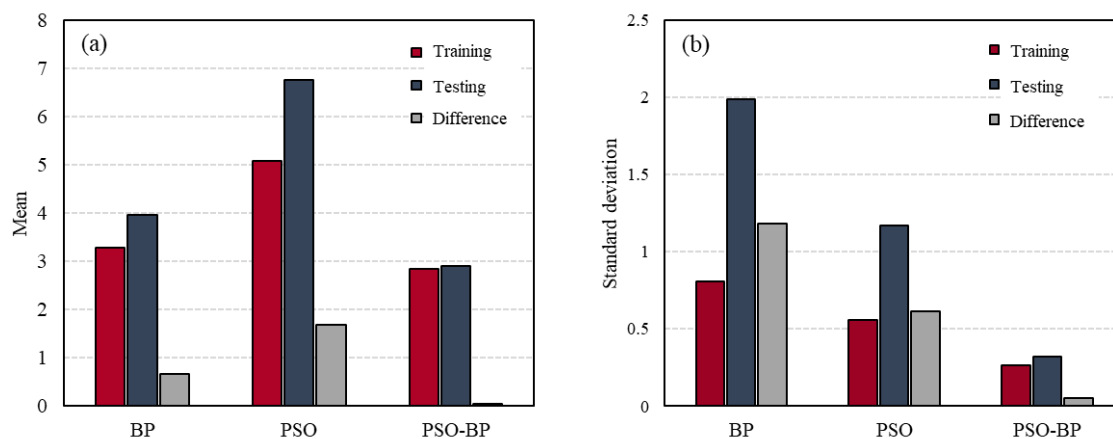 (a)
Training
Testing
Difference
8
7
6
5
4
3
2
1
0
Mean
BP
PSO
PSO-BP
(b)
Training
Testing
Difference
2.5
2
1.5
1
0.5
0
Standard deviation
BP
PSO
PSO-BP